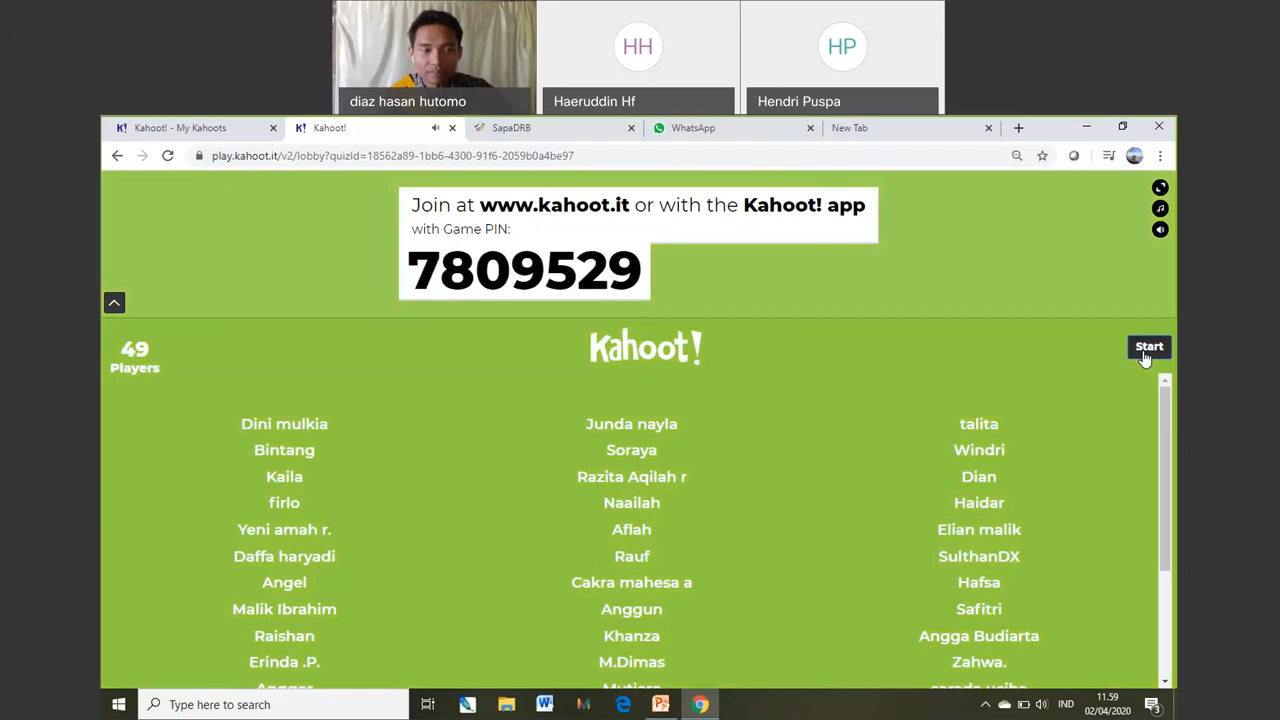 HH
HP
diaz hasan hutomo
Haeruddin Hf
Hendri Puspa
K! Kahoot! - My Kahoots
K! Kahoot!
SapaDRB
WhatsApp
New Tab
play.kahoot.it/v2/lobby?quizId=18562a89-1bb6-4300-91f6-2059b0a4be97
Join at www.kahoot.it or with the Kahoot! app
with Game PIN:
7809529
49
Players
Kahoot!
Start
Dini mulkia Junda nayla talita
Bintang Soraya Windri
Kaila Razita Aqilah r Dian
firlo Naailah Haidar
Yeni amah r. Aflah Elian malik
Daffa haryadi Rauf SulthanDX
Angel Cakra mahesa a Hafsa
Malik Ibrahim Anggun Safitri
Raishan Khanza Angga Budiarta
Erinda .P. M.Dimas Zahwa.
Type here to search
IND
11.59
02/04/2020
3